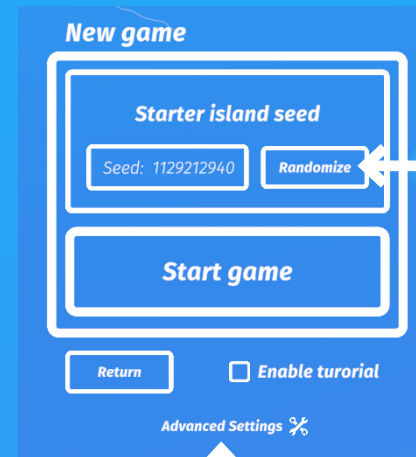 New game
Starter island seed
Seed: 1129212940 Randomize
Start game
Return Enable turorial
Advanced Settings